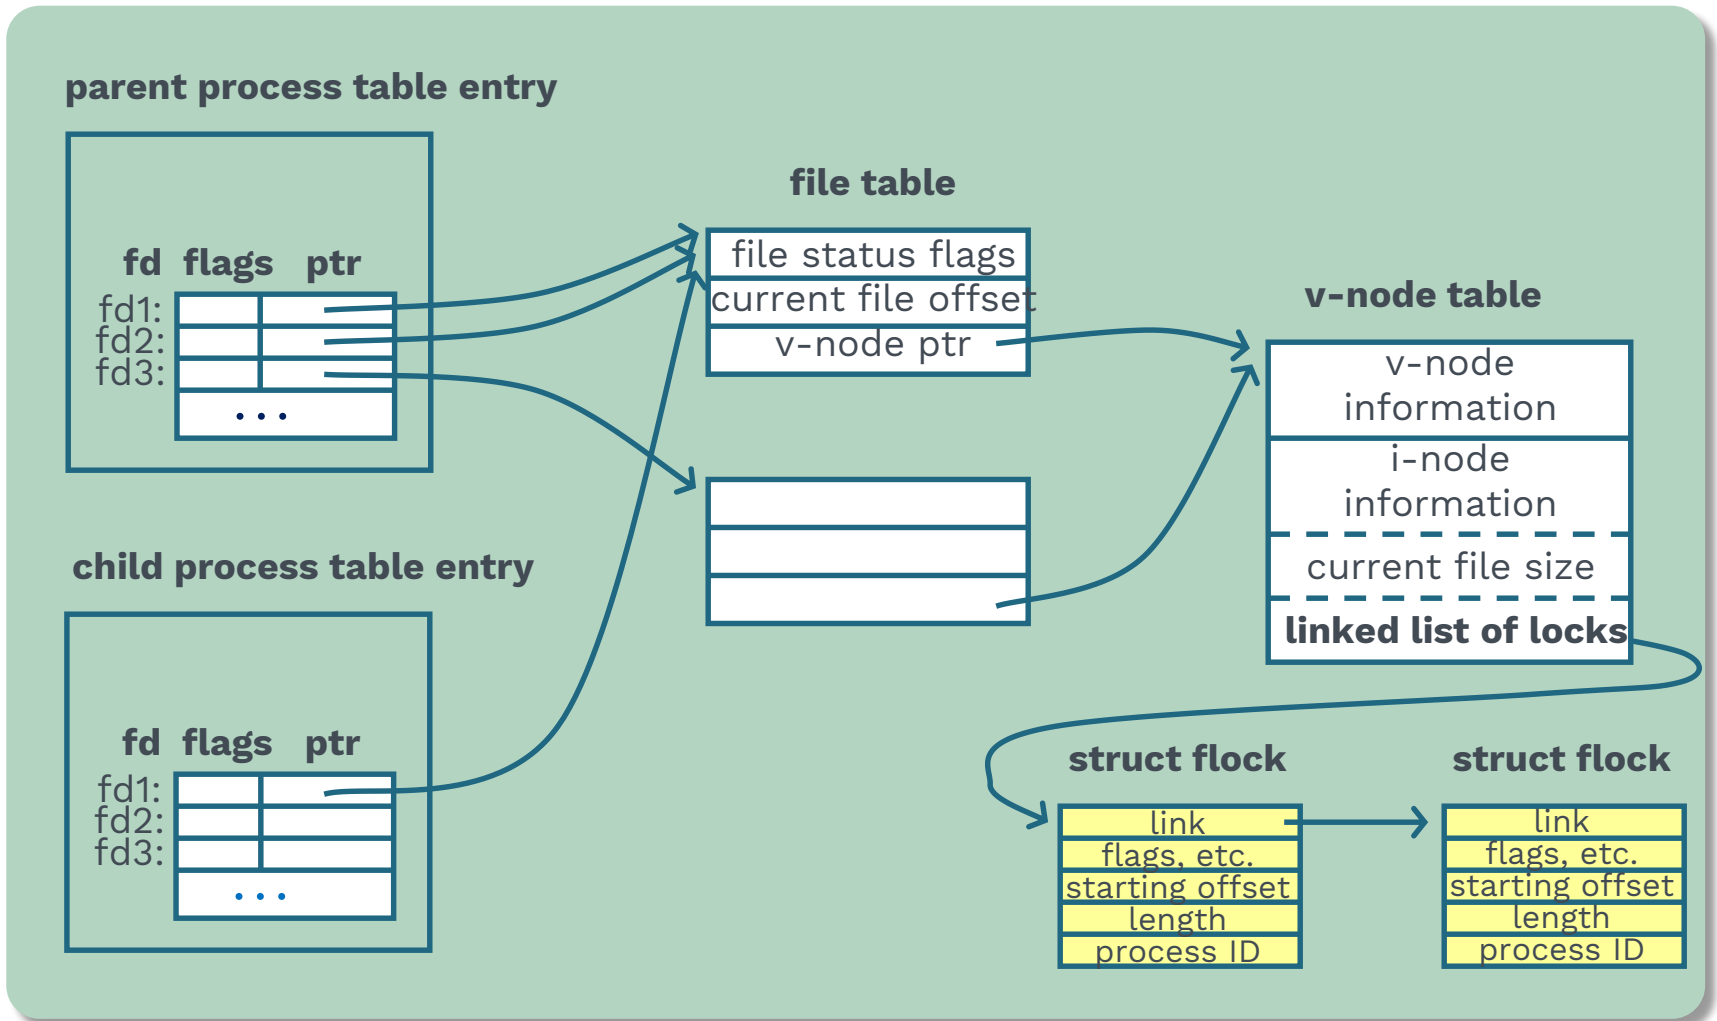 parent process table entry
fd flags ptr
fd1:
fd2:
fd3:
...
child process table entry
fd flags ptr
fd1:
fd2:
fd3:
...
file table
file status flags
current file offset
v-node ptr
v-node table
v-node
information
i-node
information
current file size
linked list of locks
struct flock
link
flags, etc.
starting offset
length
process ID
struct flock
link
flags, etc.
starting offset
length
process ID